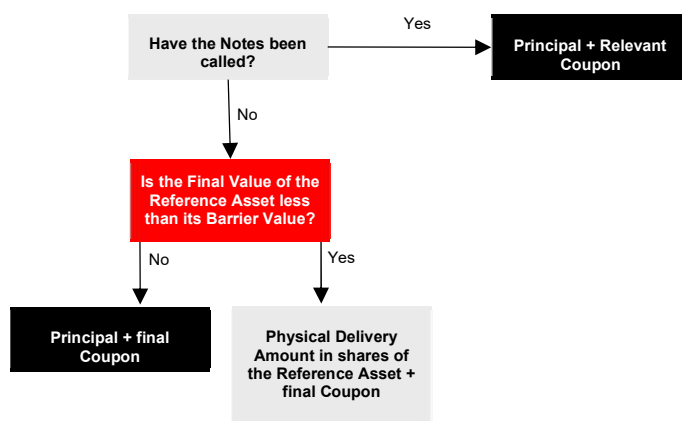 Have the Notes been
called?
Yes
Principal + Relevant
Coupon
No
Is the Final Value of the
Reference Asset less
than its Barrier Value?
No
Yes
Principal + final
Coupon
Physical Delivery
Amount in shares of
the Reference Asset +
final Coupon